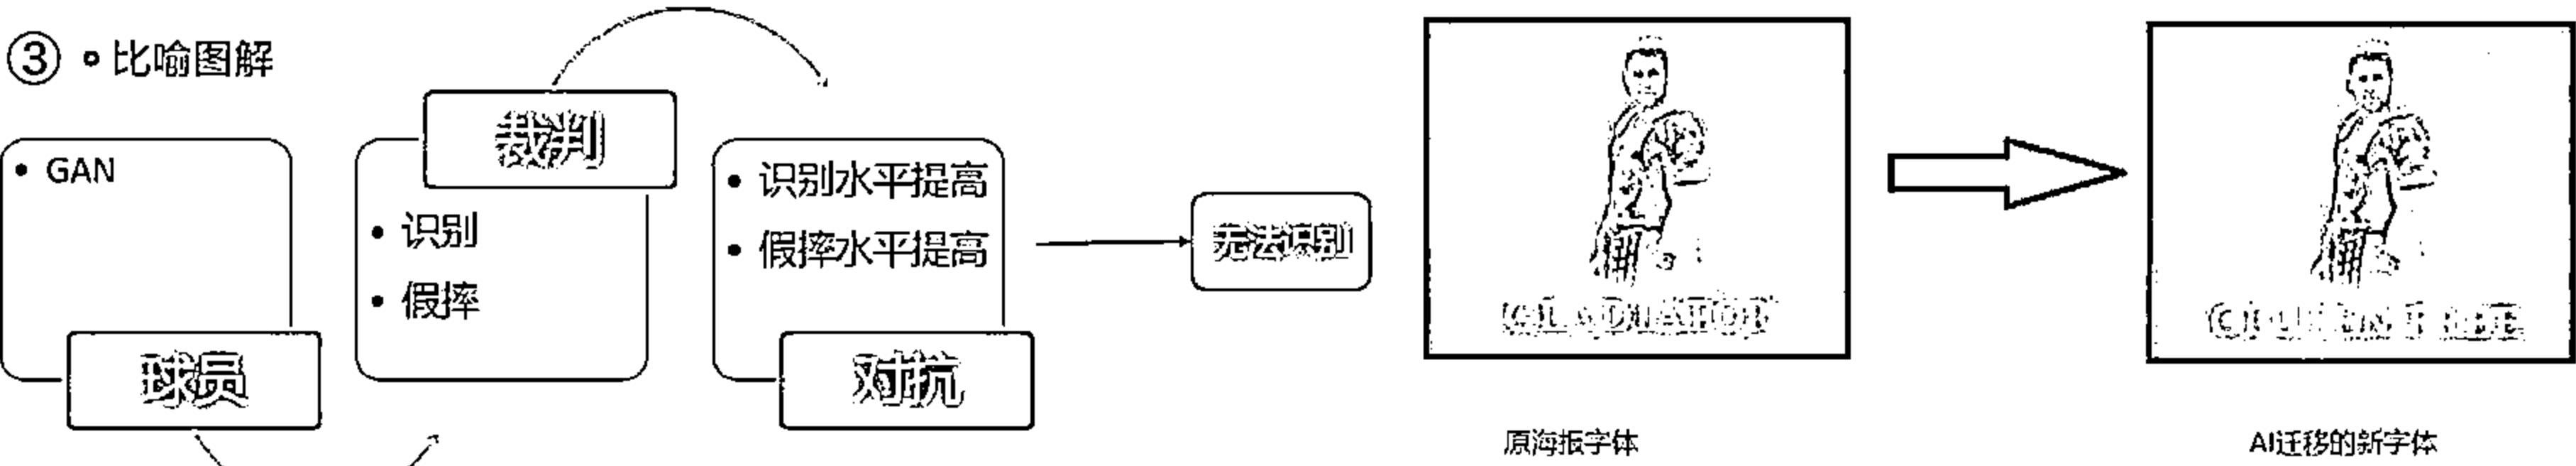 ③ ∘ 比喻图解
• GAN
球员
裁判
• 识别
• 假摔
• 识别水平提高
• 假摔水平提高
对抗
无法识别
GLADIATOR
原海报字体
AI迁移的新字体